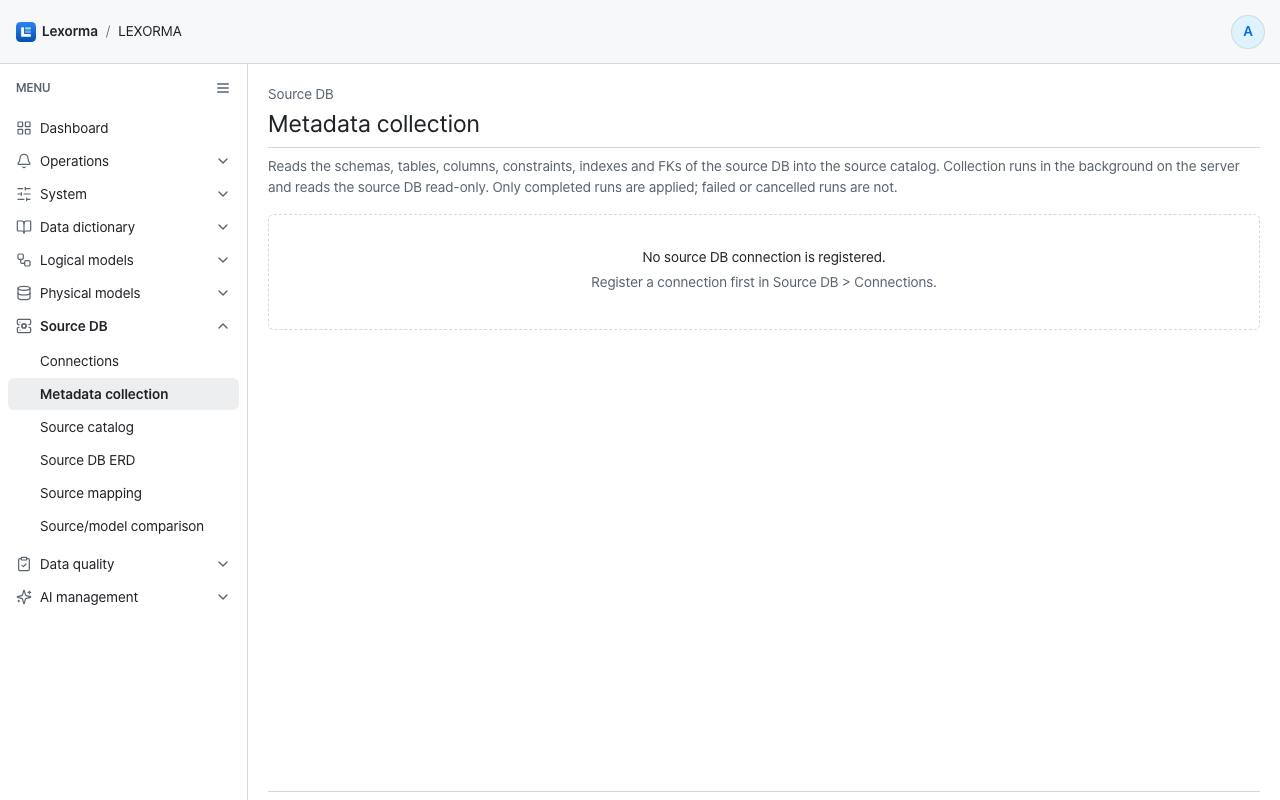 Lexorma / LEXORMA
A
MENU
Dashboard
Operations
System
Data dictionary
Logical models
Physical models
Source DB
Connections
Metadata collection
Source catalog
Source DB ERD
Source mapping
Source/model comparison
Data quality
AI management
Source DB
Metadata collection
Reads the schemas, tables, columns, constraints, indexes and FKs of the source DB into the source catalog. Collection runs in the background on the server
and reads the source DB read-only. Only completed runs are applied; failed or cancelled runs are not.
No source DB connection is registered.
Register a connection first in Source DB > Connections.